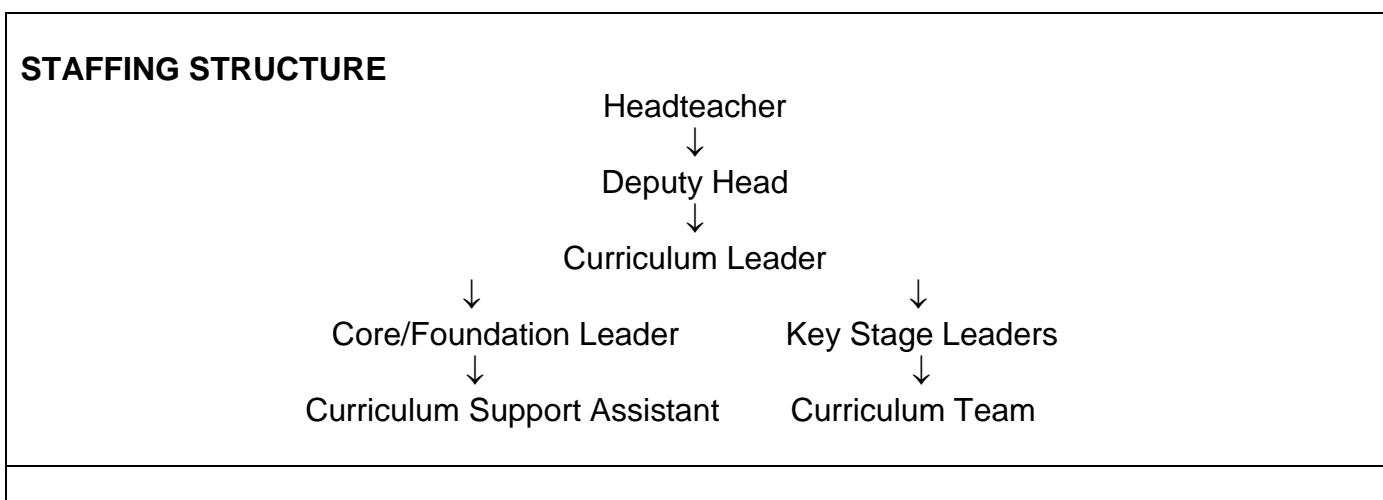 STAFFING STRUCTURE
Headteacher
↓
Deputy Head
↓
Curriculum Leader
↓ ↓
Core/Foundation Leader Key Stage Leaders
↓ ↓
Curriculum Support Assistant Curriculum Team